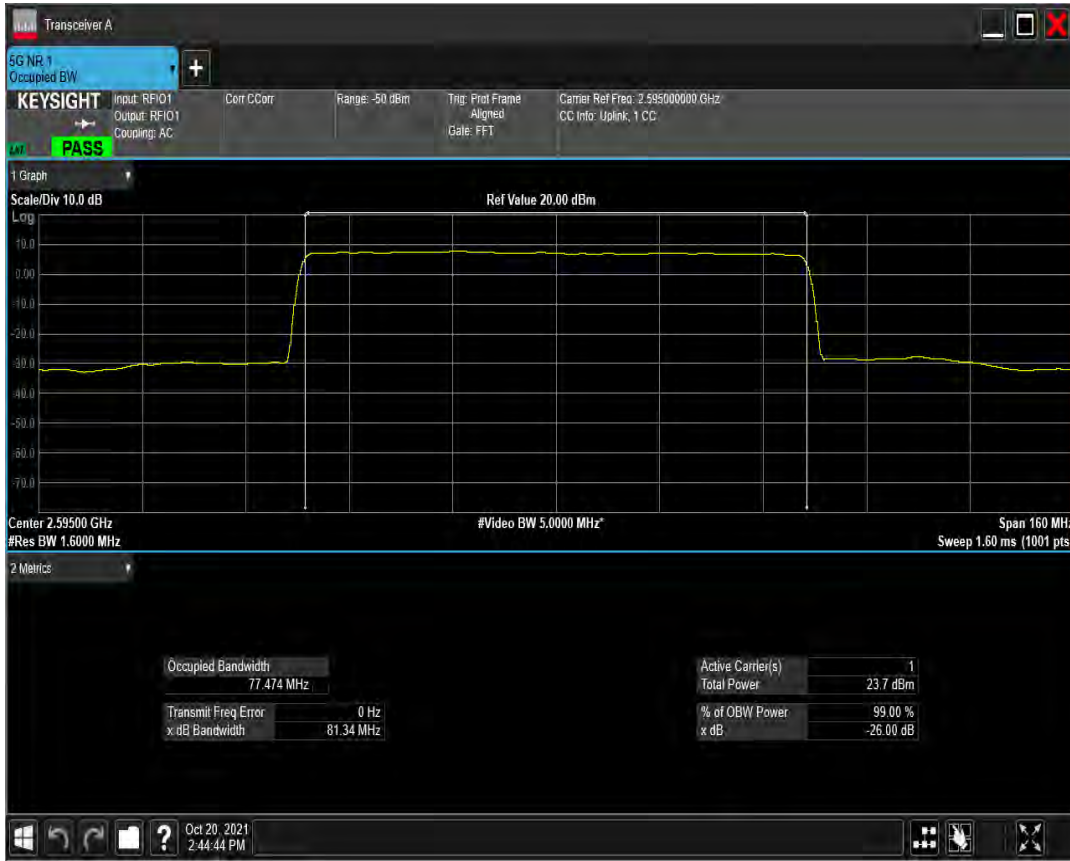 Transceiver A
5G NR 1
Occupied BW
+
KEYSIGHT
Input: RFIO1
Output: RFIO1
Coupling: AC
Corr CCorr
Range: -50 dBm
Trig: Prot Frame
Aligned
Gate: FFT
Carrier Ref Freq: 2.595000000 GHz
CC Info: Uplink, 1 CC
PASS
1 Graph
Scale/Div 10.0 dB
Ref Value 20.00 dBm
Log
10.0
0.00
-10.0
-20.0
-30.0
-40.0
-50.0
-60.0
-70.0
Center 2.59500 GHz
#Video BW 5.0000 MHz*
Span 160 MHz
#Res BW 1.6000 MHz
Sweep 1.60 ms (1001 pts
2 Metrics
Occupied Bandwidth
77.474 MHz
Transmit Freq Error 0 Hz
x dB Bandwidth 81.34 MHz
Active Carrier(s) 1
Total Power 23.7 dBm
% of OBW Power 99.00 %
x dB -26.00 dB
?
Oct 20, 2021
2:44:44 PM